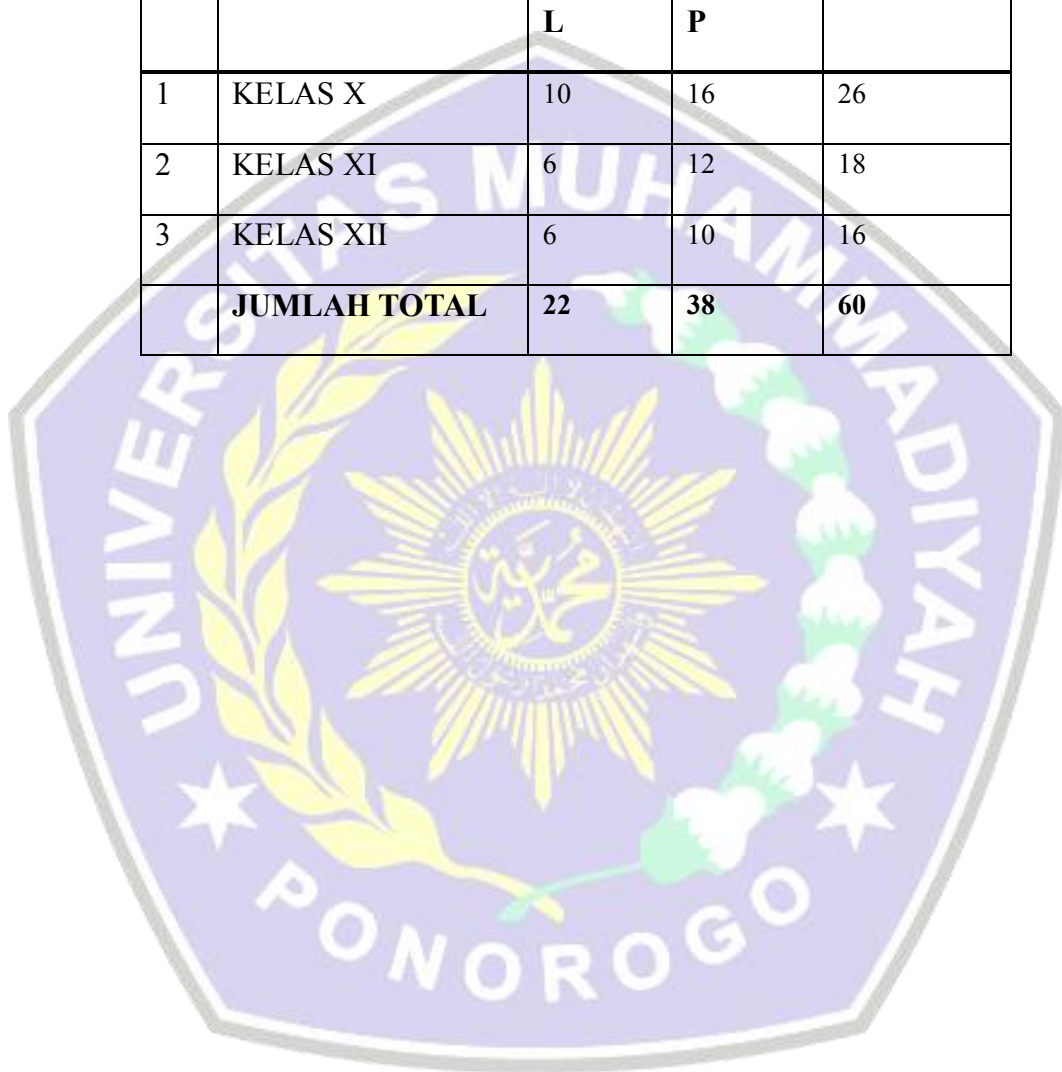 L P
1 KELAS X 10 16 26
2 KELAS XI 6 12 18
3 KELAS XII 6 10 16
JUMLAH TOTAL 22 38 60
UNIVERSITAS MUHAMMADIYAH
محمدية
PONOROGO